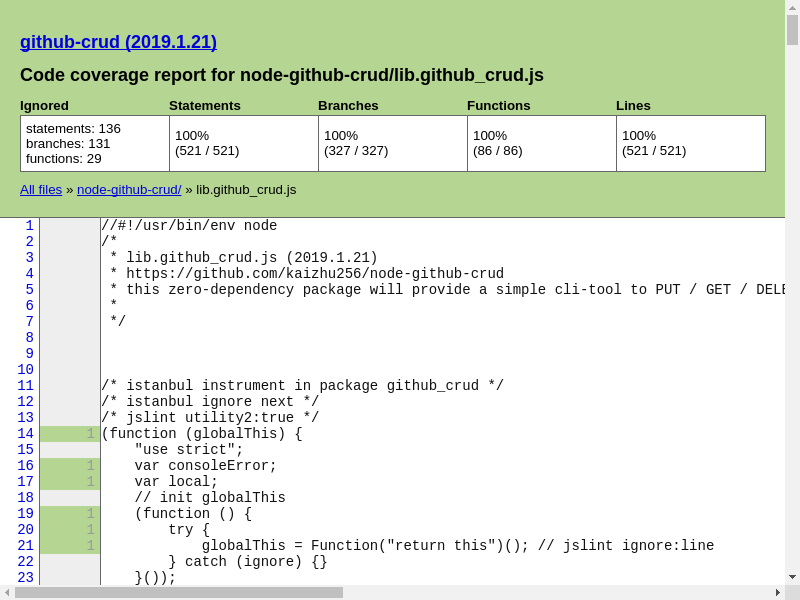 github-crud (2019.1.21)
Code coverage report for node-github-crud/lib.github_crud.js
Ignored Statements Branches Functions Lines
statements: 136
branches: 131
functions: 29
100%
(521 / 521)
100%
(327 / 327)
100%
(86 / 86)
100%
(521 / 521)
All files » node-github-crud/ » lib.github_crud.js
1 //#!/usr/bin/env node
2 /*
3  * lib.github_crud.js (2019.1.21)
4  * https://github.com/kaizhu256/node-github-crud
5  * this zero-dependency package will provide a simple cli-tool to PUT / GET / DELE
6  *
7  */
8
9
10
11 /* istanbul instrument in package github_crud */
12 /* istanbul ignore next */
13 /* jslint utility2:true */
14 1 (function (globalThis) {
15     "use strict";
16 1     var consoleError;
17 1     var local;
18     // init globalThis
19 1     (function () {
20 1         try {
21 1             globalThis = Function("return this")(); // jslint ignore:line
22         } catch (ignore) {}
23     }());